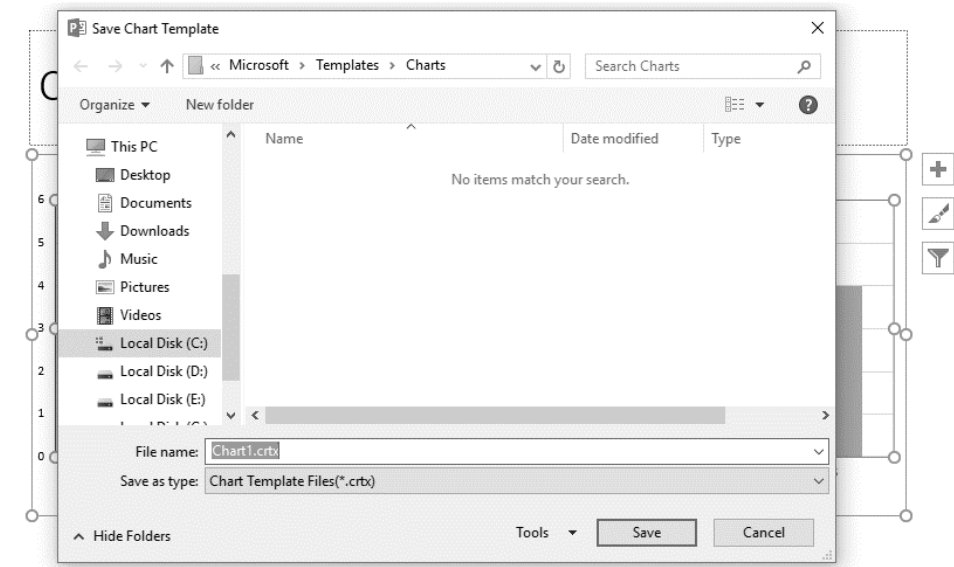 Save Chart Template
« Microsoft › Templates › Charts
Search Charts
Organize
New folder
Name
Date modified
Type
No items match your search.
This PC
Desktop
Documents
Downloads
Music
Pictures
Videos
Local Disk (C:)
Local Disk (D:)
Local Disk (E:)
6
5
4
3
2
1
0
File name: Chart1.crtx
Save as type: Chart Template Files(*.crtx)
Hide Folders
Tools
Save
Cancel